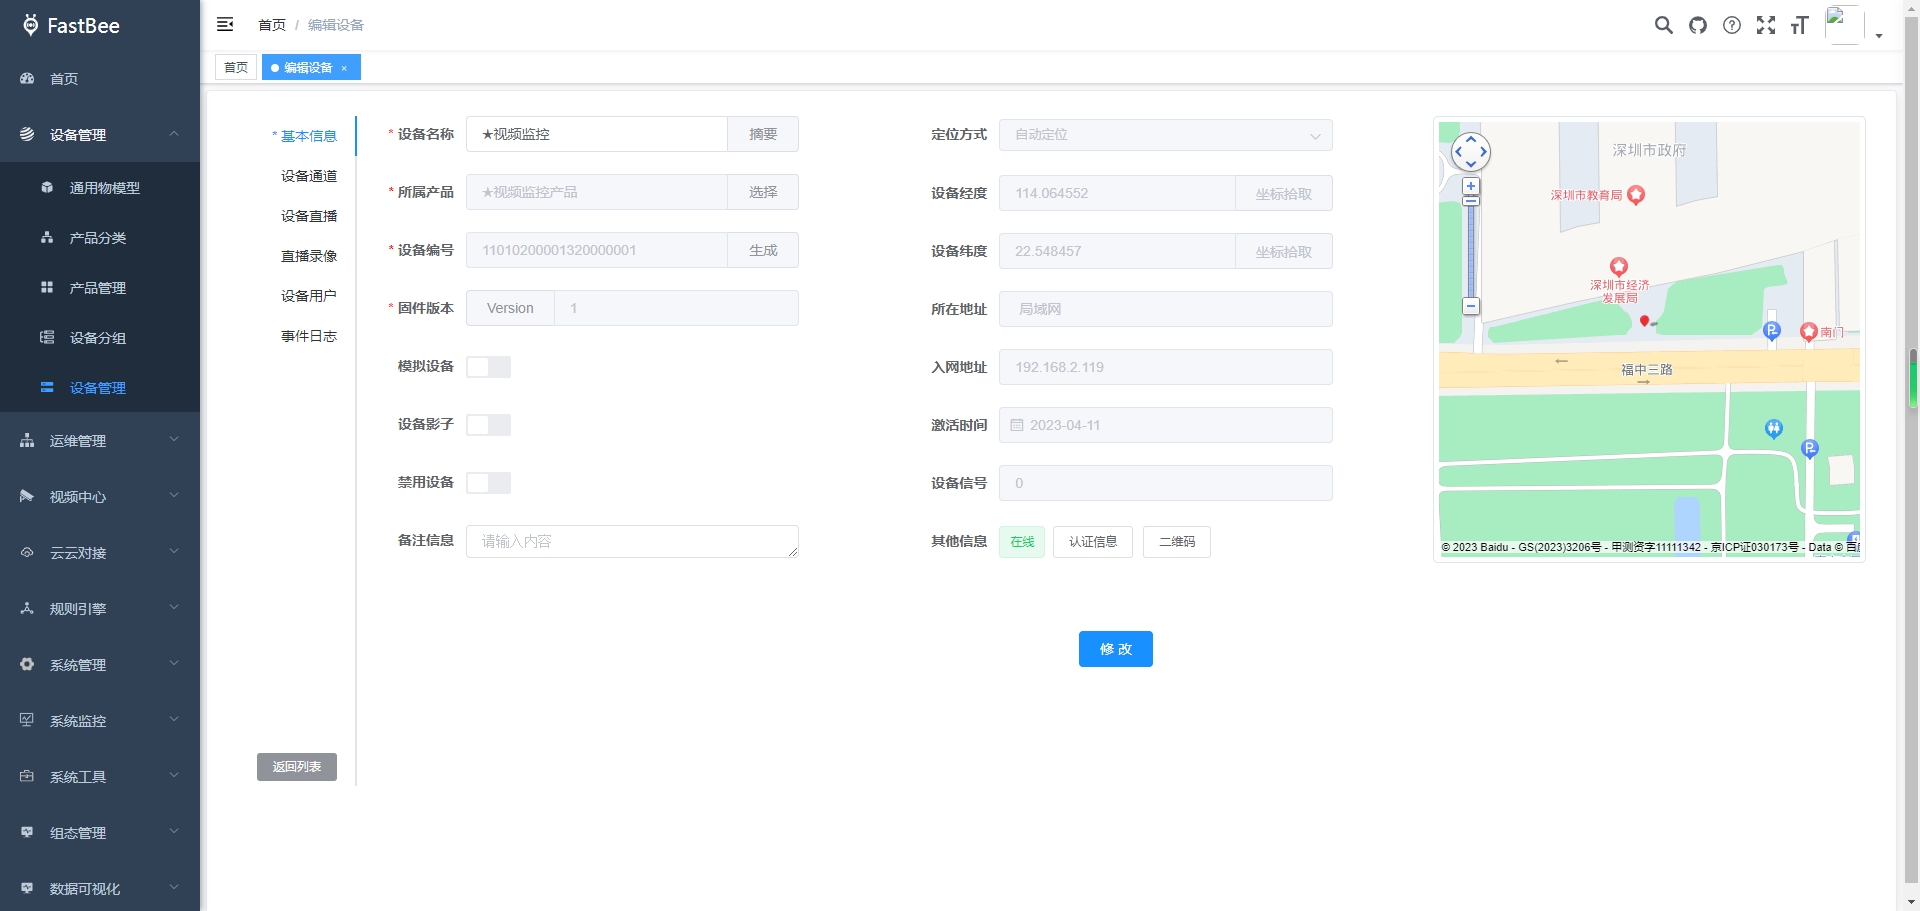 FastBee
首页 / 编辑设备
首页
编辑设备 ×
首页
设备管理
通用物模型
产品分类
产品管理
设备分组
设备管理
运维管理
视频中心
云云对接
规则引擎
系统管理
系统监控
系统工具
组态管理
数据可视化
* 基本信息
设备通道
设备直播
直播录像
设备用户
事件日志
返回列表
* 设备名称 ★视频监控 摘要
* 所属产品 ★视频监控产品 选择
* 设备编号 11010200001320000001 生成
* 固件版本 Version 1
模拟设备
设备影子
禁用设备
备注信息 请输入内容
定位方式 自动定位
设备经度 114.064552 坐标拾取
设备纬度 22.548457 坐标拾取
所在地址 局域网
入网地址 192.168.2.119
激活时间 2023-04-11
设备信号 0
其他信息 在线 认证信息 二维码
修 改
深圳市政府
深圳市教育局
深圳市经济
发展局
P
南门
福中三路
P
© 2023 Baidu - GS(2023)3206号 - 甲测资字11111342 - 京ICP证030173号 - Data © 百